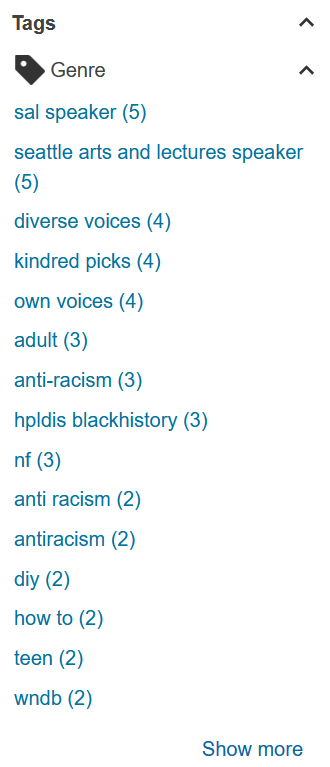 Tags
Genre
sal speaker (5)
seattle arts and lectures speaker
(5)
diverse voices (4)
kindred picks (4)
own voices (4)
adult (3)
anti-racism (3)
hpldis blackhistory (3)
nf (3)
anti racism (2)
antiracism (2)
diy (2)
how to (2)
teen (2)
wndb (2)
Show more